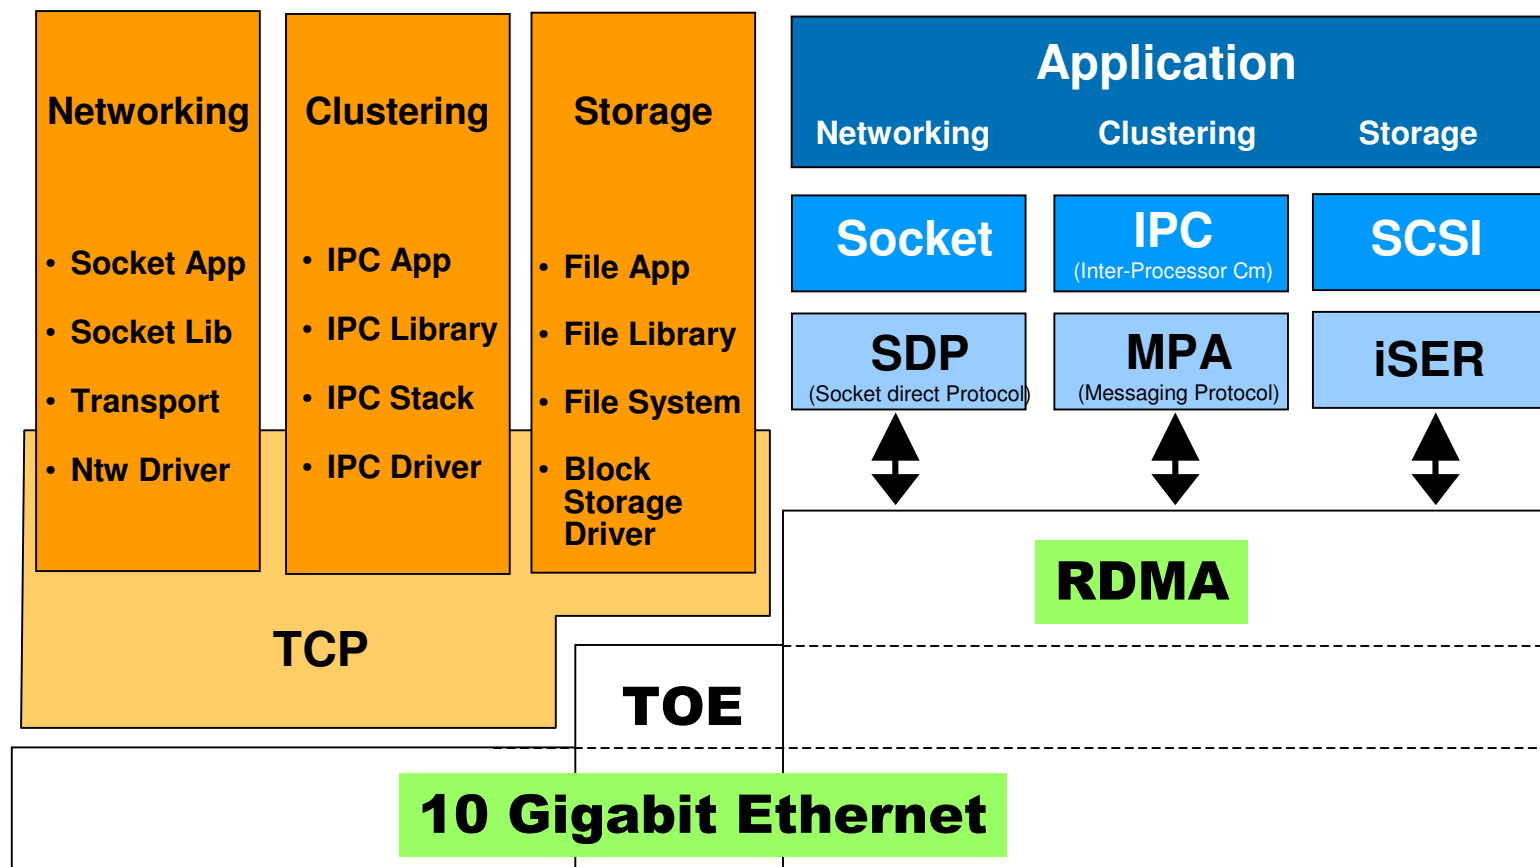 Networking
• Socket App
• Socket Lib
• Transport
• Ntw Driver
Clustering
• IPC App
• IPC Library
• IPC Stack
• IPC Driver
Storage
• File App
• File Library
• File System
• Block
Storage
Driver
TCP
Application
Networking Clustering Storage
Socket
IPC
(Inter-Processor Cm)
SCSI
SDP
(Socket direct Protocol)
MPA
(Messaging Protocol)
iSER
RDMA
TOE
10 Gigabit Ethernet